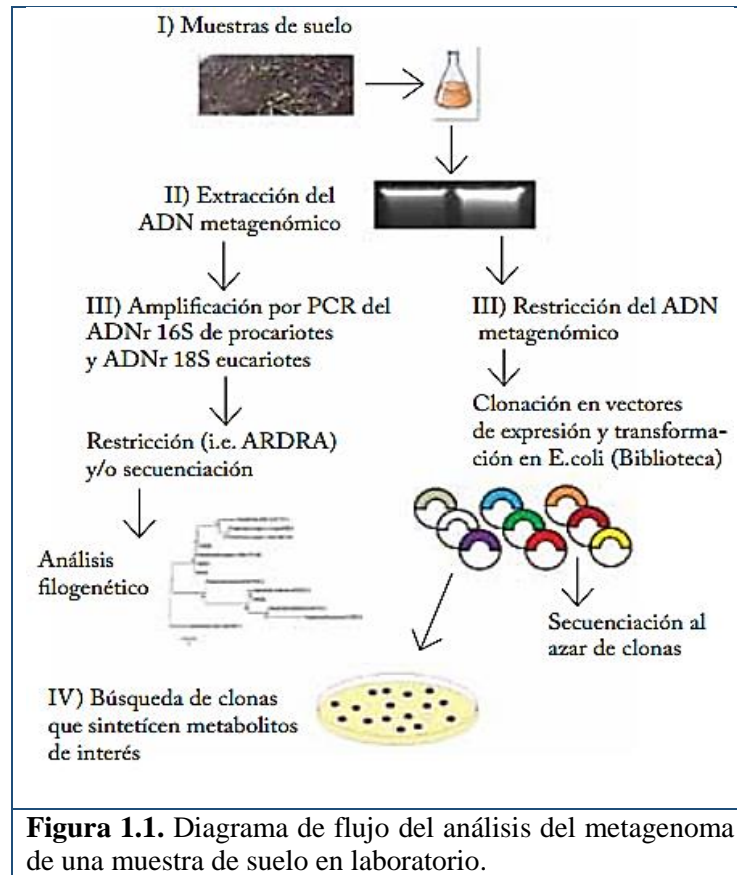 I) Muestras de suelo
II) Extracción del
ADN metagenómico
III) Amplificación por PCR del
ADNr 16S de procariotes
y ADNr 18S eucariotes
Restricción (i.e. ARDRA)
y/o secuenciación
Análisis
filogenético
III) Restricción del ADN
metagenómico
Clonación en vectores
de expresión y transforma-
ción en E.coli (Biblioteca)
Secuenciación al
azar de clonas
IV) Búsqueda de clonas
que sintetícen metabolitos
de interés
Figura 1.1. Diagrama de flujo del análisis del metagenoma
de una muestra de suelo en laboratorio.